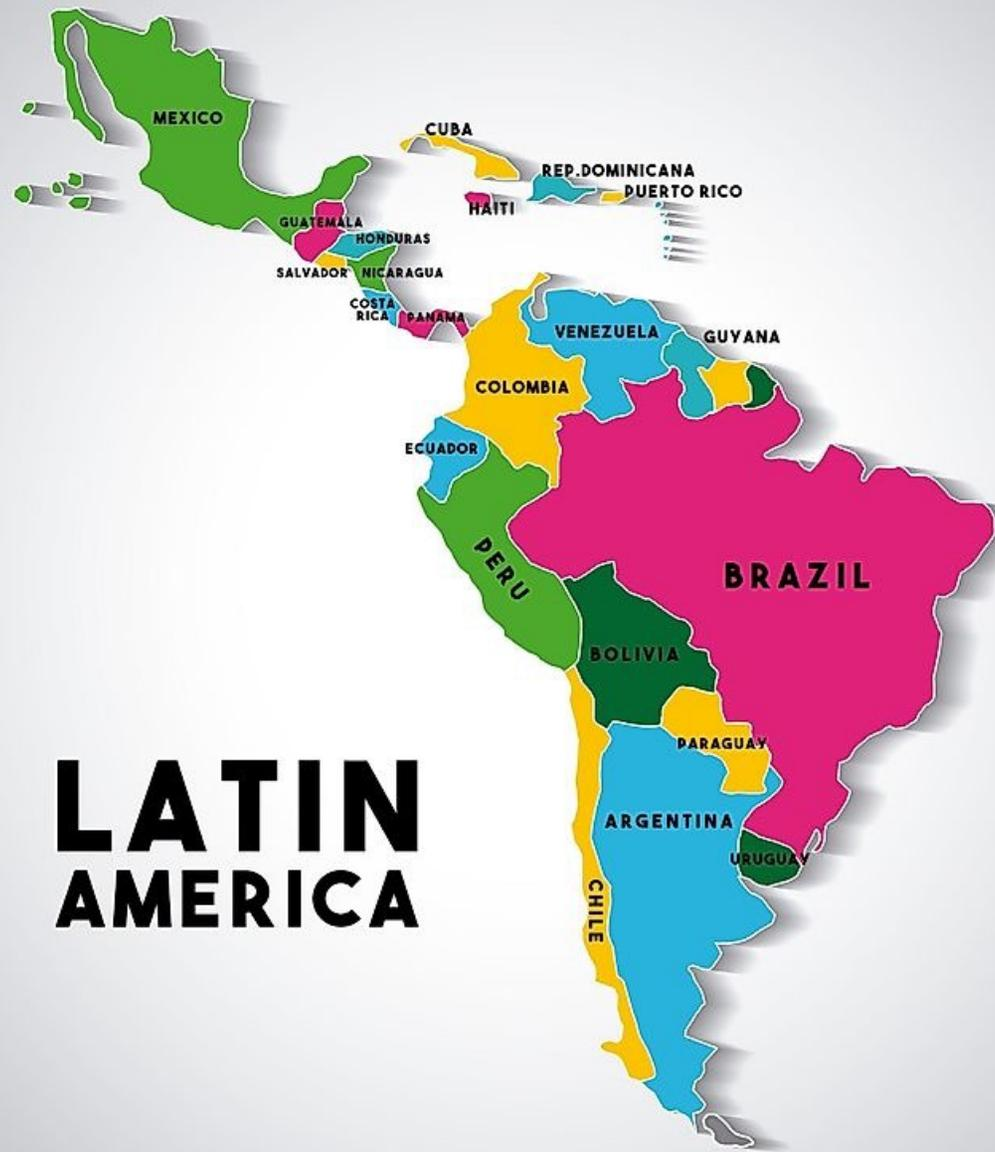 MEXICO
CUBA
REP.DOMINICANA
PUERTO RICO
HAITI
GUATEMALA
HONDURAS
SALVADOR
NICARAGUA
COSTA
RICA
PANAMA
VENEZUELA
GUYANA
COLOMBIA
ECUADOR
PERU
BRAZIL
BOLIVIA
PARAGUAY
ARGENTINA
URUGUAY
CHILE
LATIN
AMERICA